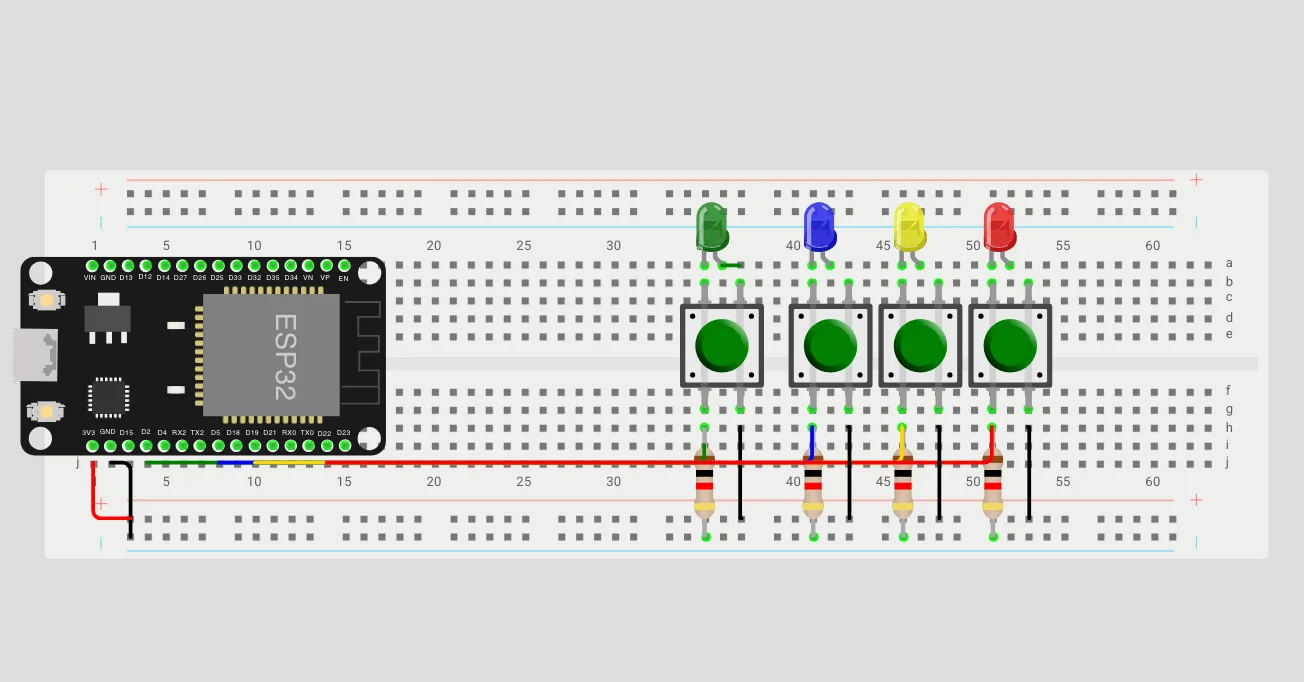 + +
1 5 10 15 20 25 30 35 40 45 50 55 60
a
VIN GND D13 D12 D14 D27 D26 D25 D33 D32 D35 D34 VN VP EN
b
c
d
e
ESP32
f
g
h
3V3 GND D15 D2 D4 RX2 TX2 D5 D18 D19 D21 RX0 TX0 D22 D23
i
j j
5 10 15 20 25 30 40 45 50 55 60
+ +